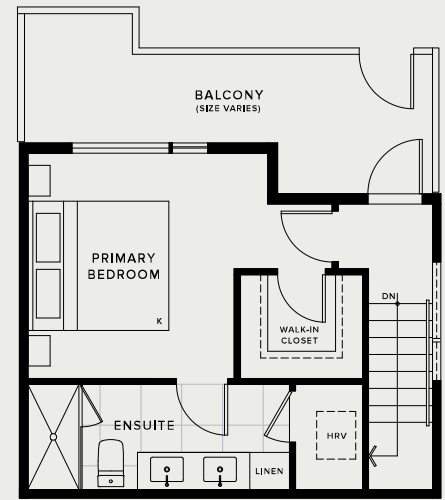 BALCONY
(SIZE VARIES)
PRIMARY
BEDROOM
K
DN
WALK-IN
CLOSET
ENSUITE
HRV
LINEN